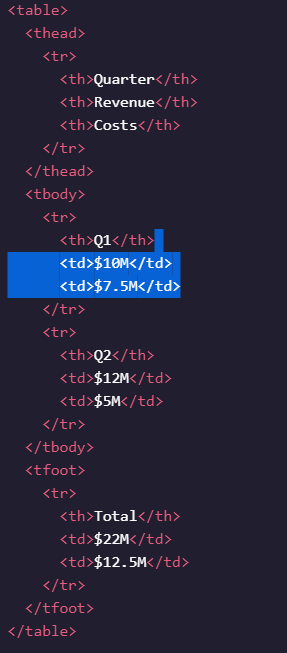 <table>
  <thead>
    <tr>
      <th>Quarter</th>
      <th>Revenue</th>
      <th>Costs</th>
    </tr>
  </thead>
  <tbody>
    <tr>
      <th>Q1</th>
      <td>$10M</td>
      <td>$7.5M</td>
    </tr>
    <tr>
      <th>Q2</th>
      <td>$12M</td>
      <td>$5M</td>
    </tr>
  </tbody>
  <tfoot>
    <tr>
      <th>Total</th>
      <td>$22M</td>
      <td>$12.5M</td>
    </tr>
  </tfoot>
</table>